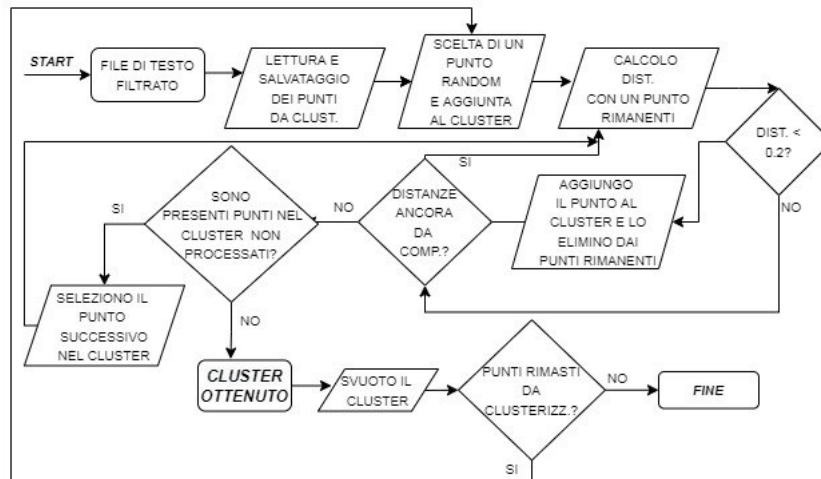 START
FILE DI TESTO
FILTRATO
LETTURA E
SALVATAGGIO
DEI PUNTI
DA CLUST.
SCELTA DI UN
PUNTO
RANDOM
E AGGIUNTA
AL CLUSTER
CALCOLO
DIST.
CON UN PUNTO
RIMANENTI
DIST. <
0.2?
NO
AGGIUNGO
IL PUNTO AL
CLUSTER E LO
ELIMINO DAI
PUNTI RIMANENTI
SI
DISTANZE
ANCORA
DA
COMP.?
NO
SONO
PRESENTI PUNTI NEL
CLUSTER NON
PROCESSATI?
SI
SELEZIONO IL
PUNTO
SUCCESSIVO
NEL CLUSTER
NO
CLUSTER
OTTENUTO
SVUOTO IL
CLUSTER
PUNTI RIMASTI
DA
CLUSTERIZZ.?
NO
FINE
SI